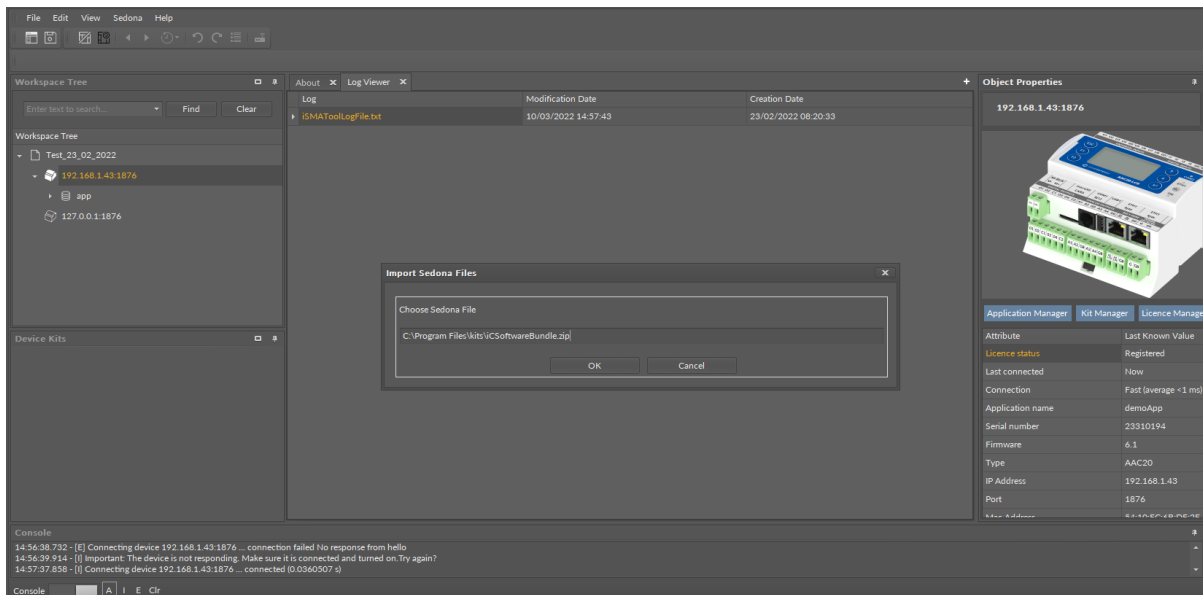 File Edit View Sedona Help
Workspace Tree
Enter text to search...
Find
Clear
Workspace Tree
Test_23_02_2022
192.168.1.43:1876
app
127.0.0.1:1876
Device Kits
About
Log Viewer
Log Modification Date Creation Date
iSMAToolLogFile.txt 10/03/2022 14:57:43 23/02/2022 08:20:33
Import Sedona Files
Choose Sedona File
C:\Program Files\kits\iCSoftwareBundle.zip
OK
Cancel
Object Properties
192.168.1.43:1876
Application Manager Kit Manager Licence Manage
Attribute Last Known Value
Licence status Registered
Last connected Now
Connection Fast (average <1 ms)
Application name demoApp
Serial number 23310194
Firmware 6.1
Type AAC20
IP Address 192.168.1.43
Port 1876
Console
14:56:38.732 - [E] Connecting device 192.168.1.43:1876 ... connection failed No response from hello
14:56:39.914 - [I] Important: The device is not responding. Make sure it is connected and turned on.Try again?
14:57:37.858 - [I] Connecting device 192.168.1.43:1876 ... connected (0.0360507 s)
Console A I E Clr